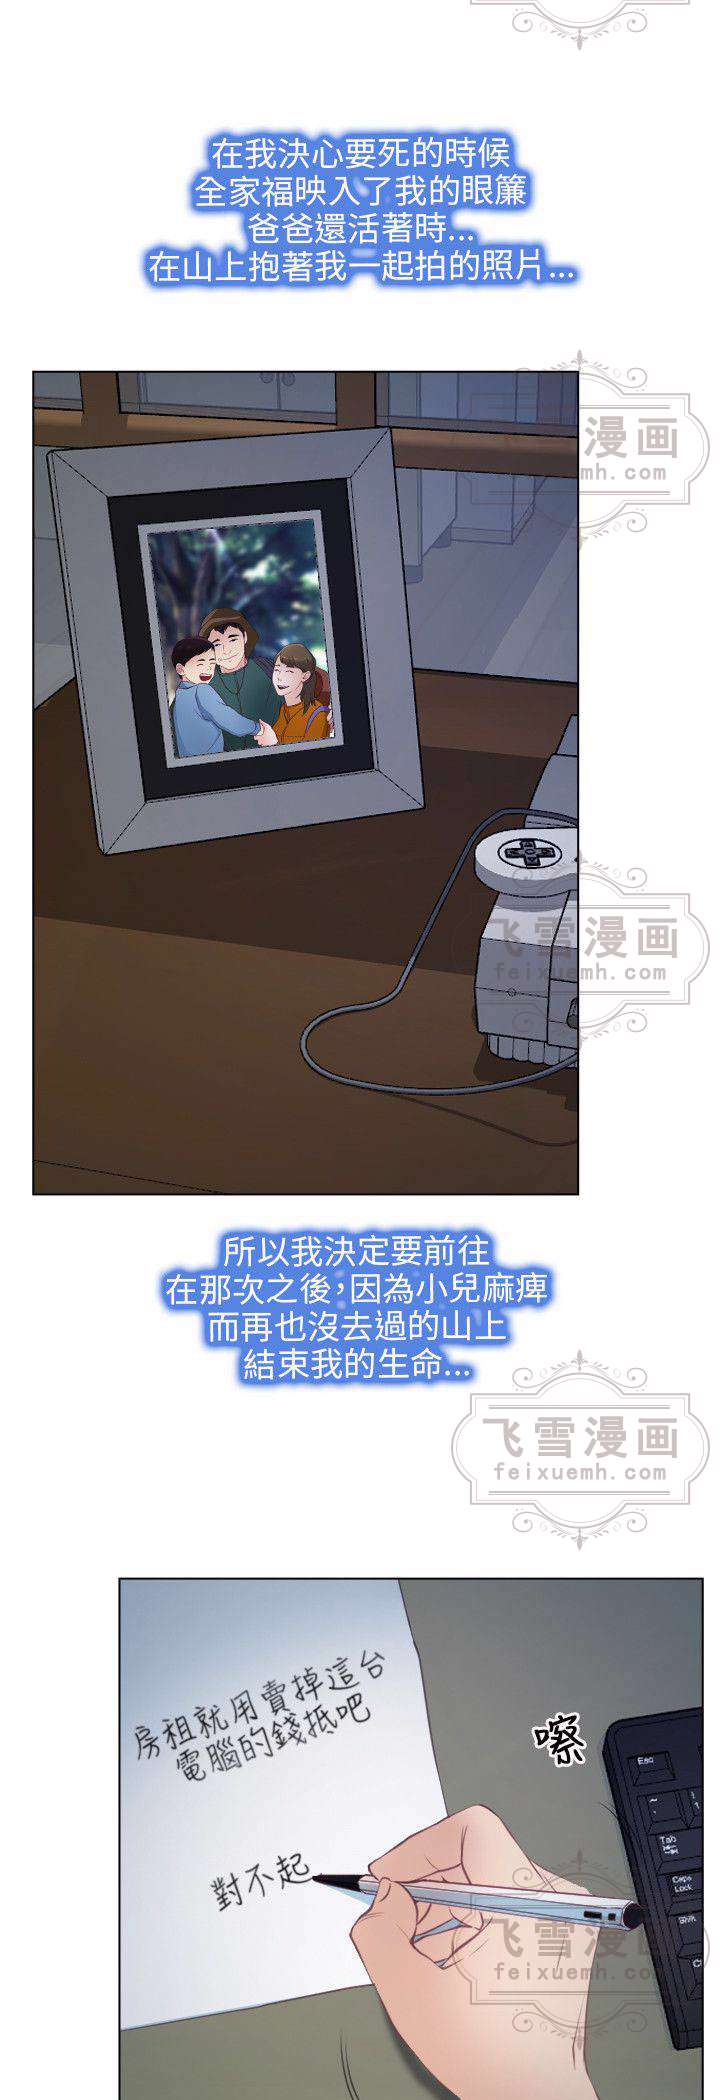 在我決心要死的時候
全家福映入了我的眼簾
爸爸還活著時...
在山上抱著我一起拍的照片...
飞雪漫画
feixuemh.com
飞雪漫画
feixuemh.com
所以我決定要前往
在那次之後,因為小兒麻痺
而再也沒去過的山上
結束我的生命...
飞雪漫画
feixuemh.com
房租就用賣掉這台
電腦的錢抵吧
嚓
對不起
Esc
Tab
Caps
Lock
飞雪漫画
feixuemh.com